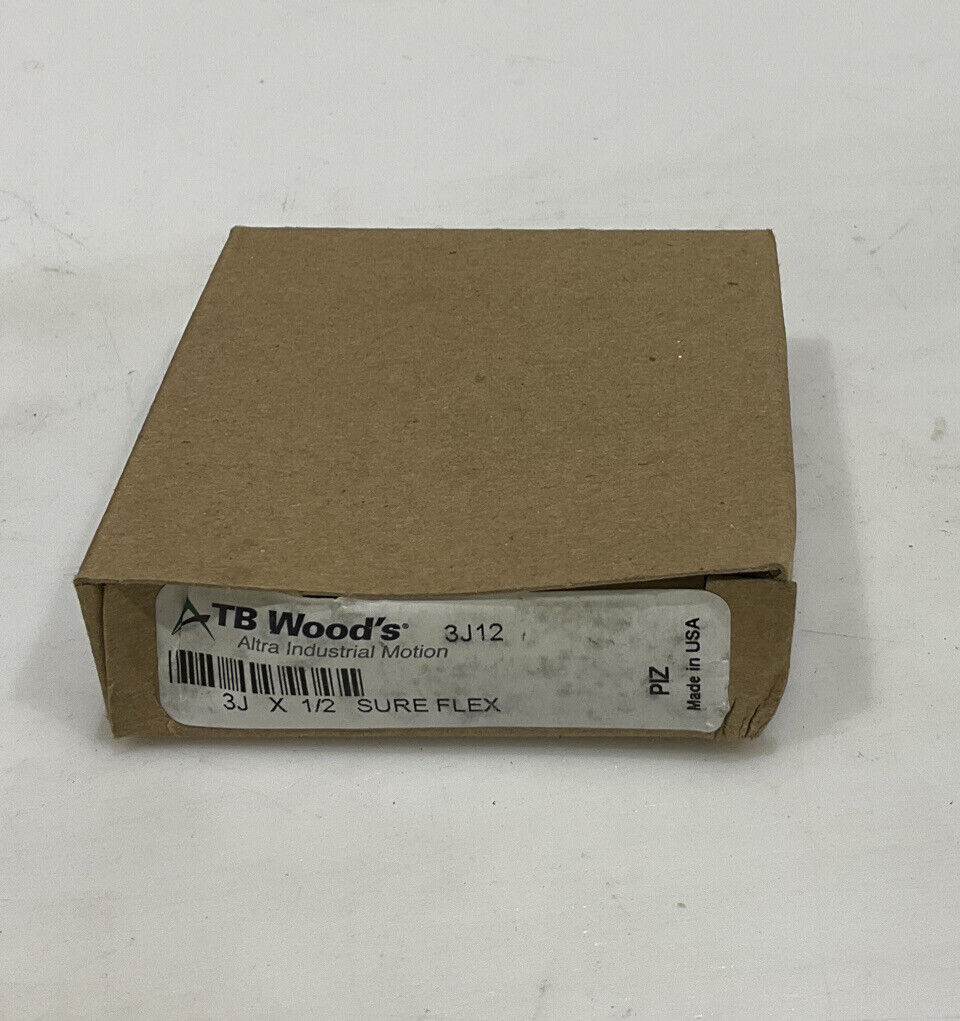 TB Wood's® 3J12
Altra Industrial Motion
3J X 1/2 SURE FLEX
PIZ
Made in USA